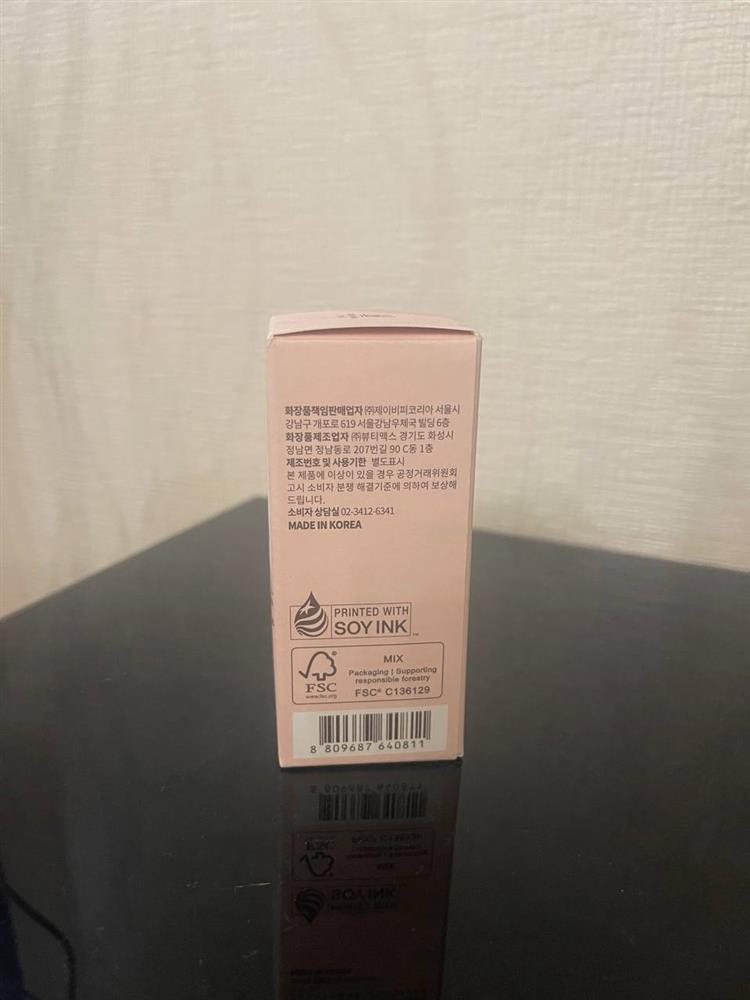 화장품책임판매업자 ㈜제이비피코리아 서울시
강남구 개포로 619 서울강남우체국 빌딩 6층
화장품제조업자 ㈜뷰티맥스 경기도 화성시
정남면 정남동로 207번길 90 C동 1층
제조번호 및 사용기한 별도표시
본 제품에 이상이 있을 경우 공정거래위원회
고시 소비자 분쟁 해결기준에 의하여 보상해
드립니다.
소비자 상담실 02-3412-6341
MADE IN KOREA
PRINTED WITH
SOY INK ™
FSC
www.fsc.org
MIX
Packaging | Supporting
responsible forestry
FSC® C136129
8 809687 640811